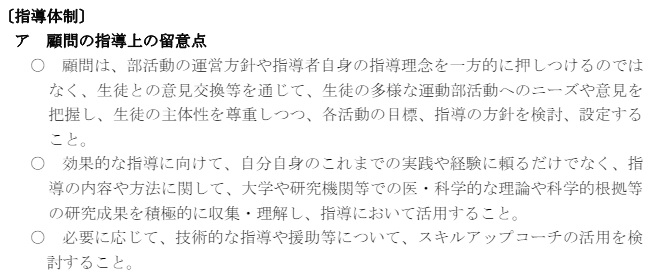 〔指導体制〕
ア　顧問の指導上の留意点
○　顧問は、部活動の運営方針や指導者自身の指導理念を一方的に押しつけるのでは
なく、生徒との意見交換等を通じて、生徒の多様な運動部活動へのニーズや意見を
把握し、生徒の主体性を尊重しつつ、各活動の目標、指導の方針を検討、設定する
こと。
○　効果的な指導に向けて、自分自身のこれまでの実践や経験に頼るだけでなく、指
導の内容や方法に関して、大学や研究機関等での医・科学的な理論や科学的根拠等
の研究成果を積極的に収集・理解し、指導において活用すること。
○　必要に応じて、技術的な指導や援助等について、スキルアップコーチの活用を検
討すること。